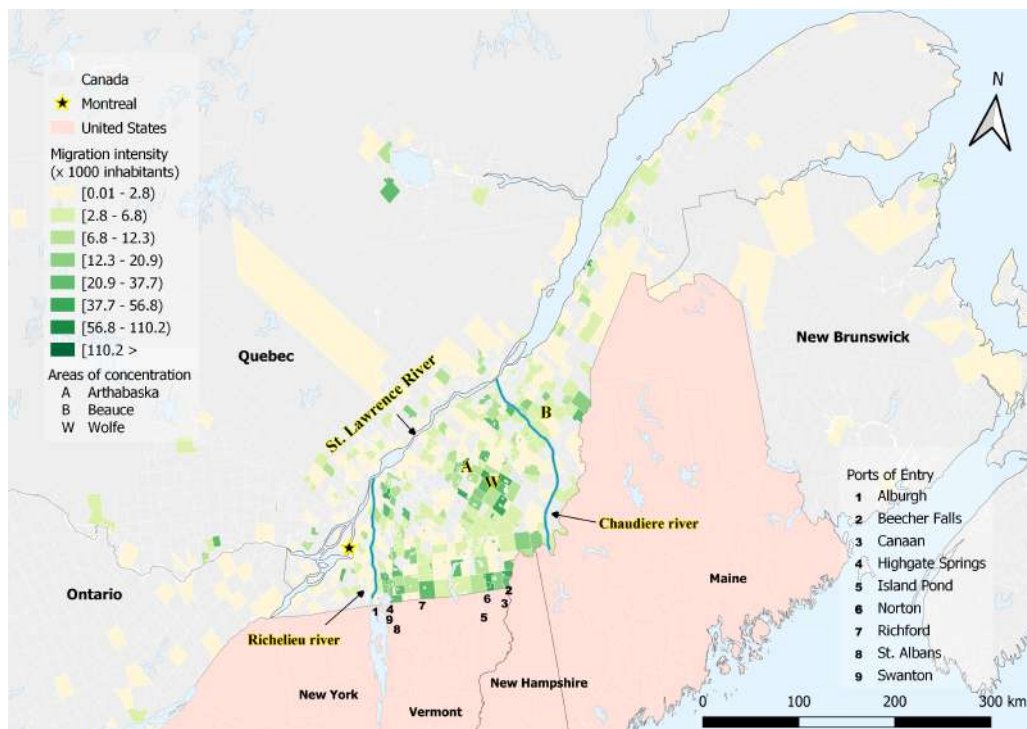 Canada
Montreal
United States
Migration intensity
(x 1000 inhabitants)
[0.01 - 2.8)
[2.8 - 6.8)
[6.8 - 12.3)
[12.3 - 20.9)
[20.9 - 37.7)
[37.7 - 56.8)
[56.8 - 110.2)
[110.2 >
Areas of concentration
A Arthabaska
B Beauce
W Wolfe
N
Quebec
New Brunswick
St. Lawrence River
B
A
W
Chaudiere river
Ontario
Richelieu river
Maine
1
4
9
8
7
6
5
2
3
New York
Vermont
New Hampshire
Ports of Entry
1 Alburgh
2 Beecher Falls
3 Canaan
4 Highgate Springs
5 Island Pond
6 Norton
7 Richford
8 St. Albans
9 Swanton
0 100 200 300 km